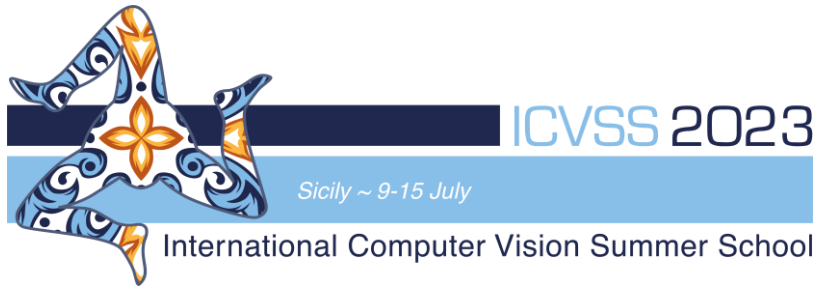 ICVSS 2023
Sicily ~ 9-15 July
International Computer Vision Summer School